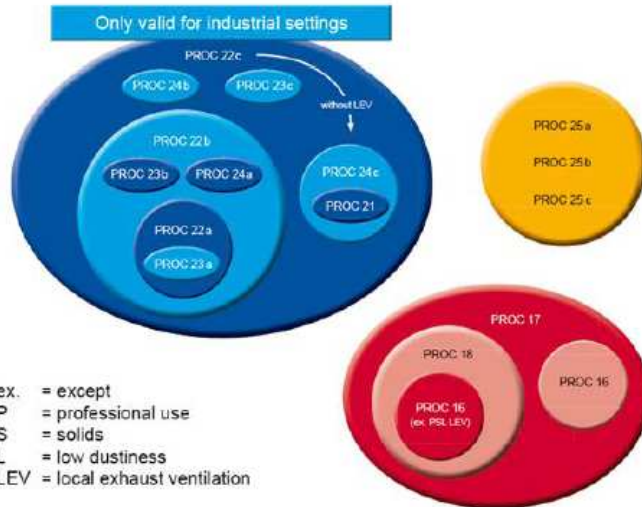 Only valid for industrial settings
PROC 22c
PROC 24b
PROC 23c
without LEV
PROC 22b
PROC 23b
PROC 24a
PROC 24c
PROC 21
PROC 22a
PROC 23a
PROC 25a
PROC 25b
PROC 25c
PROC 17
PROC 18
PROC 16
PROC 16
(ex. PSL LEV)
ex. = except
P = professional use
S = solids
L = low dustiness
LEV = local exhaust ventilation